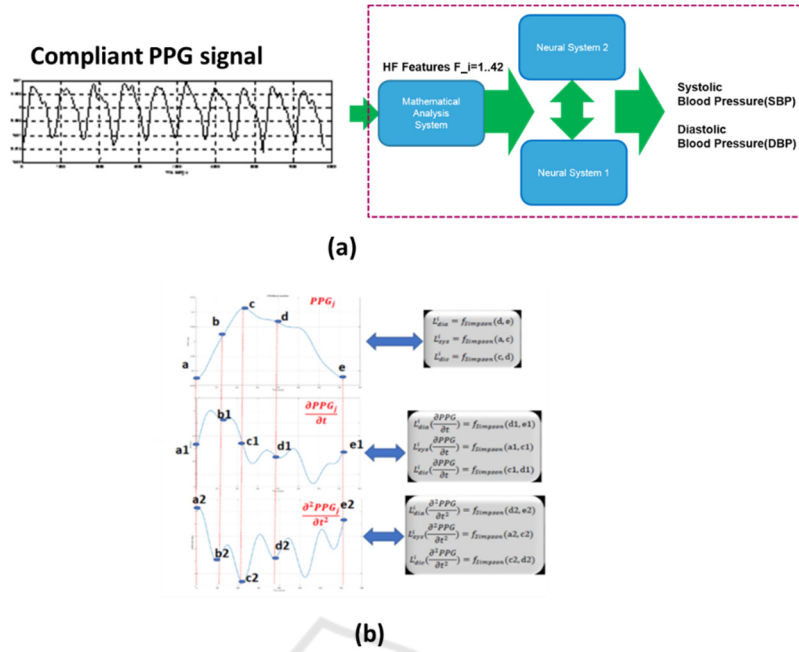 Compliant PPG signal
HF Features F_i=1..42
Mathematical
Analysis
System
Neural System 2
Neural System 1
Systolic
Blood Pressure(SBP)
Diastolic
Blood Pressure(DBP)
(a)
PPG_j
a b c d e
L^i_dia = f_Simpson(d, e)
L^i_sys = f_Simpson(a, c)
L^i_dic = f_Simpson(c, d)
∂PPG_j/∂t
a1 b1 c1 d1 e1
L^i_dia(∂PPG/∂t) = f_Simpson(d1, e1)
L^i_sys(∂PPG/∂t) = f_Simpson(a1, c1)
L^i_dic(∂PPG/∂t) = f_Simpson(c1, d1)
∂²PPG_j/∂t²
a2 b2 c2 d2 e2
L^i_dia(∂²PPG/∂t²) = f_Simpson(d2, e2)
L^i_sys(∂²PPG/∂t²) = f_Simpson(a2, c2)
L^i_dic(∂²PPG/∂t²) = f_Simpson(c2, d2)
(b)